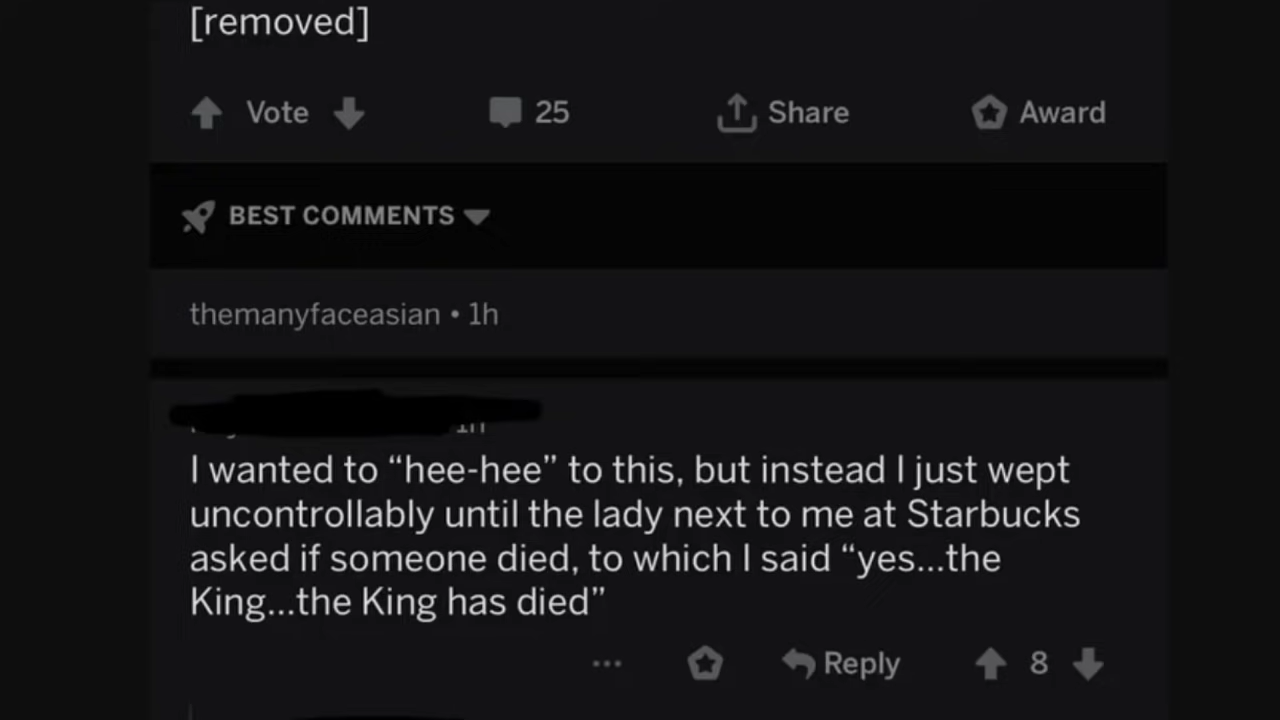 [removed]
Vote 25 Share Award
BEST COMMENTS
themanyfaceasian • 1h
I wanted to “hee-hee” to this, but instead I just wept
uncontrollably until the lady next to me at Starbucks
asked if someone died, to which I said “yes...the
King...the King has died”
... Reply 8